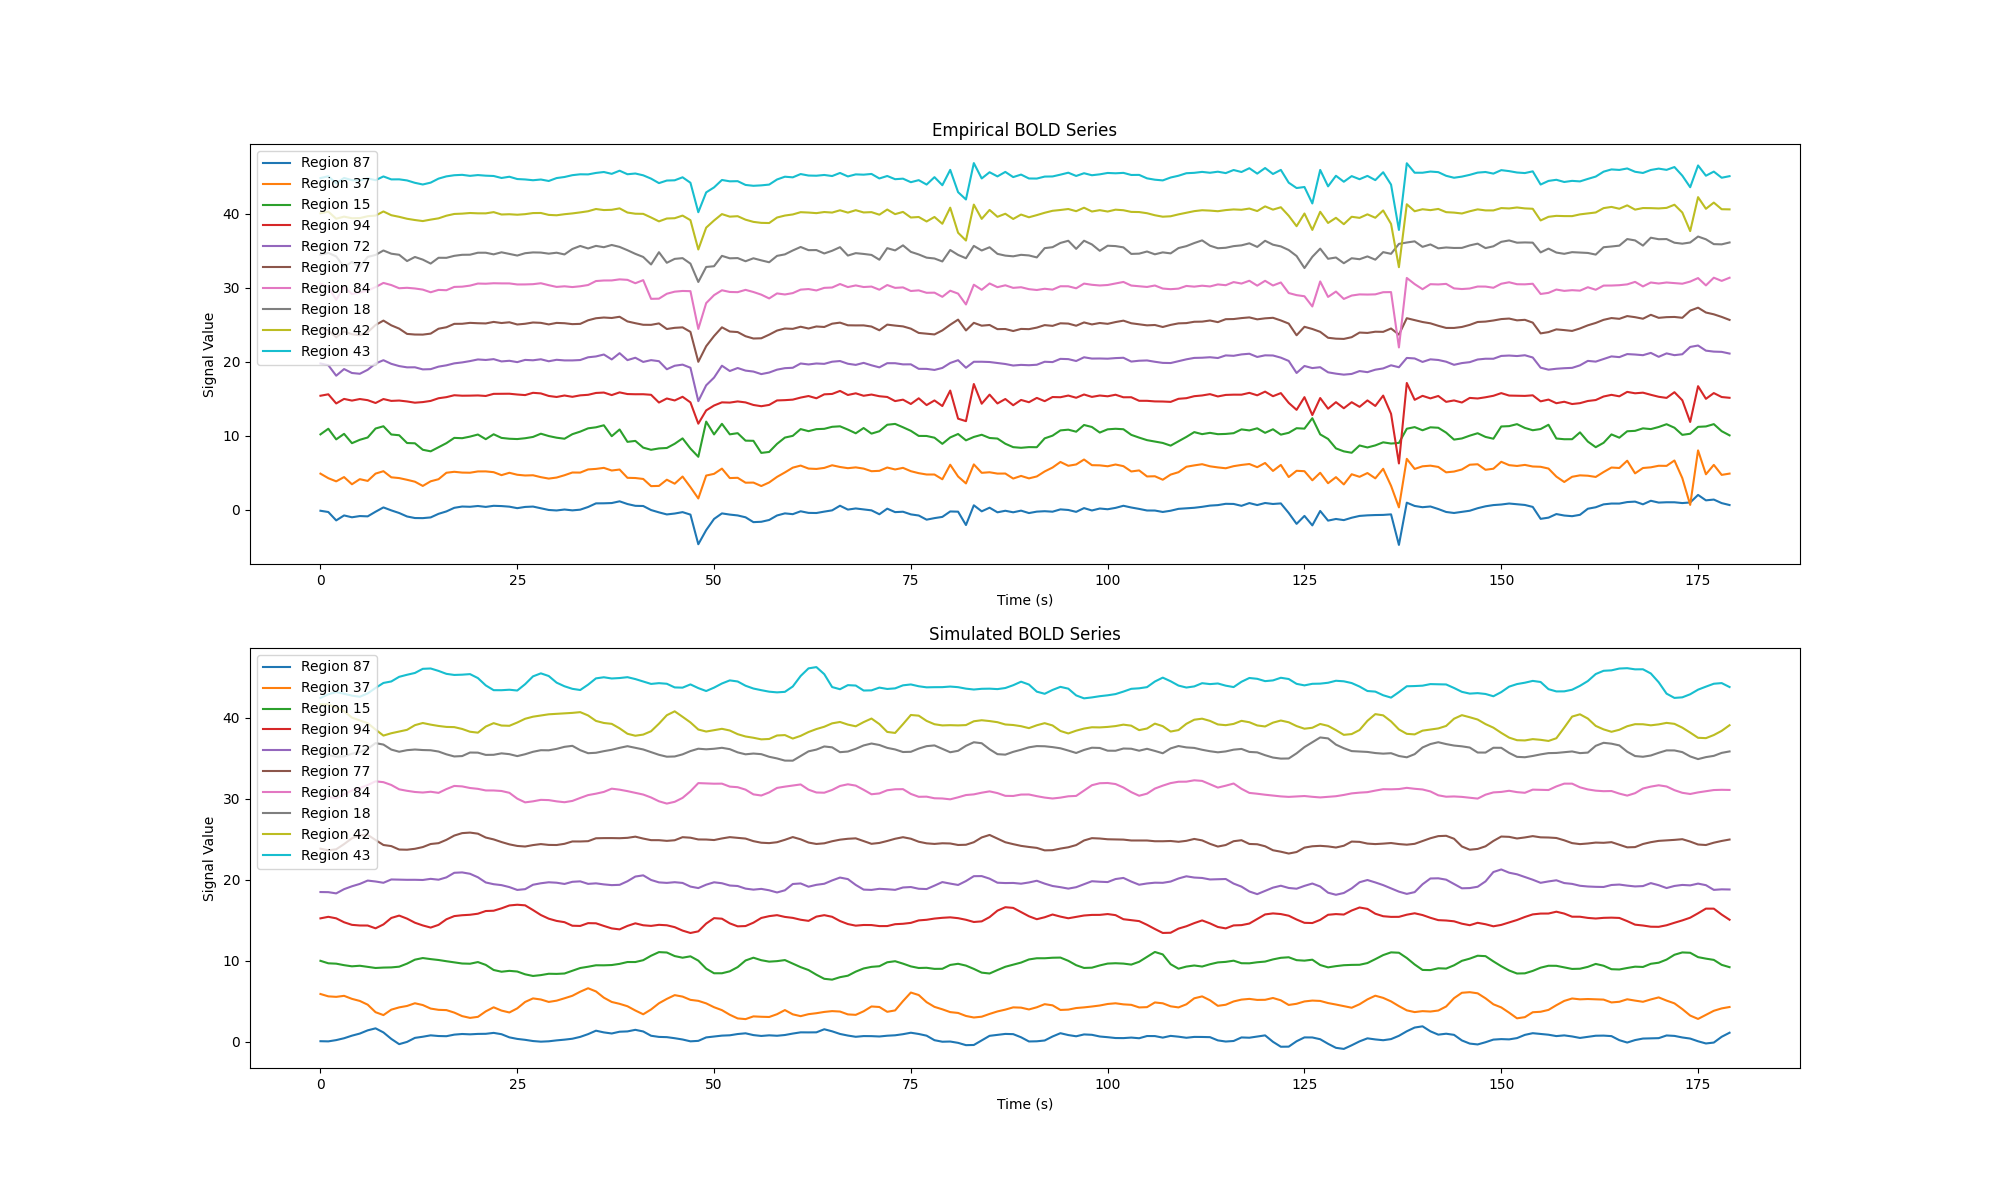 Empirical BOLD Series
Region 87
Region 37
Region 15
Region 94
Region 72
Region 77
Region 84
Region 18
Region 42
Region 43
Signal Value
40
30
20
10
0
0 25 50 75 100 125 150 175
Time (s)
Simulated BOLD Series
Region 87
Region 37
Region 15
Region 94
Region 72
Region 77
Region 84
Region 18
Region 42
Region 43
Signal Value
40
30
20
10
0
0 25 50 75 100 125 150 175
Time (s)